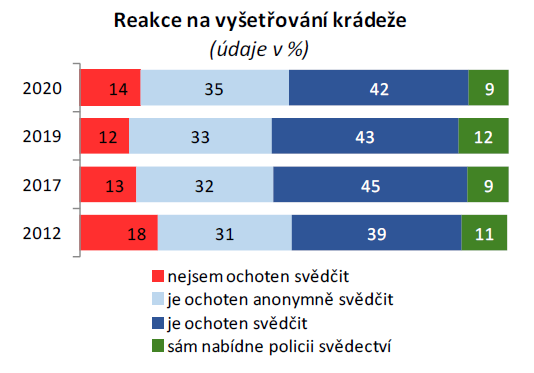 Reakce na vyšetřování krádeže
(údaje v %)
2020 14 35 42 9
2019 12 33 43 12
2017 13 32 45 9
2012 18 31 39 11
nejsem ochoten svědčit
je ochoten anonymně svědčit
je ochoten svědčit
sám nabídne policii svědectví